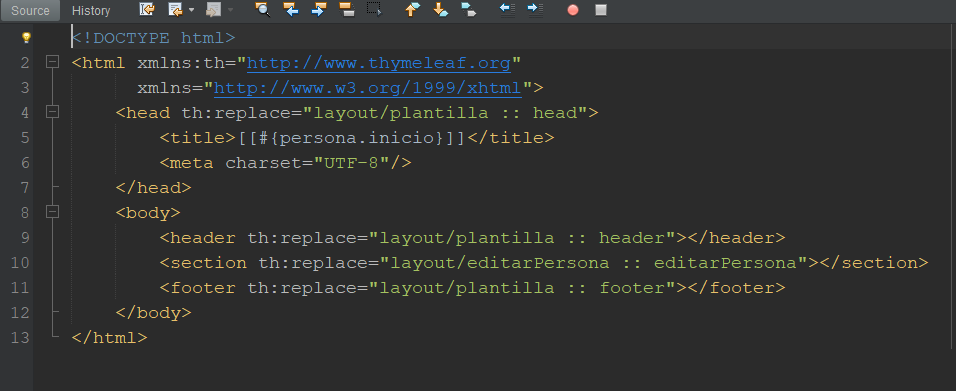 Source History
<!DOCTYPE html>
2 <html xmlns:th="http://www.thymeleaf.org"
3 xmlns="http://www.w3.org/1999/xhtml">
4 <head th:replace="layout/plantilla :: head">
5 <title>[[#{persona.inicio}]]</title>
6 <meta charset="UTF-8"/>
7 </head>
8 <body>
9 <header th:replace="layout/plantilla :: header"></header>
10 <section th:replace="layout/editarPersona :: editarPersona"></section>
11 <footer th:replace="layout/plantilla :: footer"></footer>
12 </body>
13 </html>